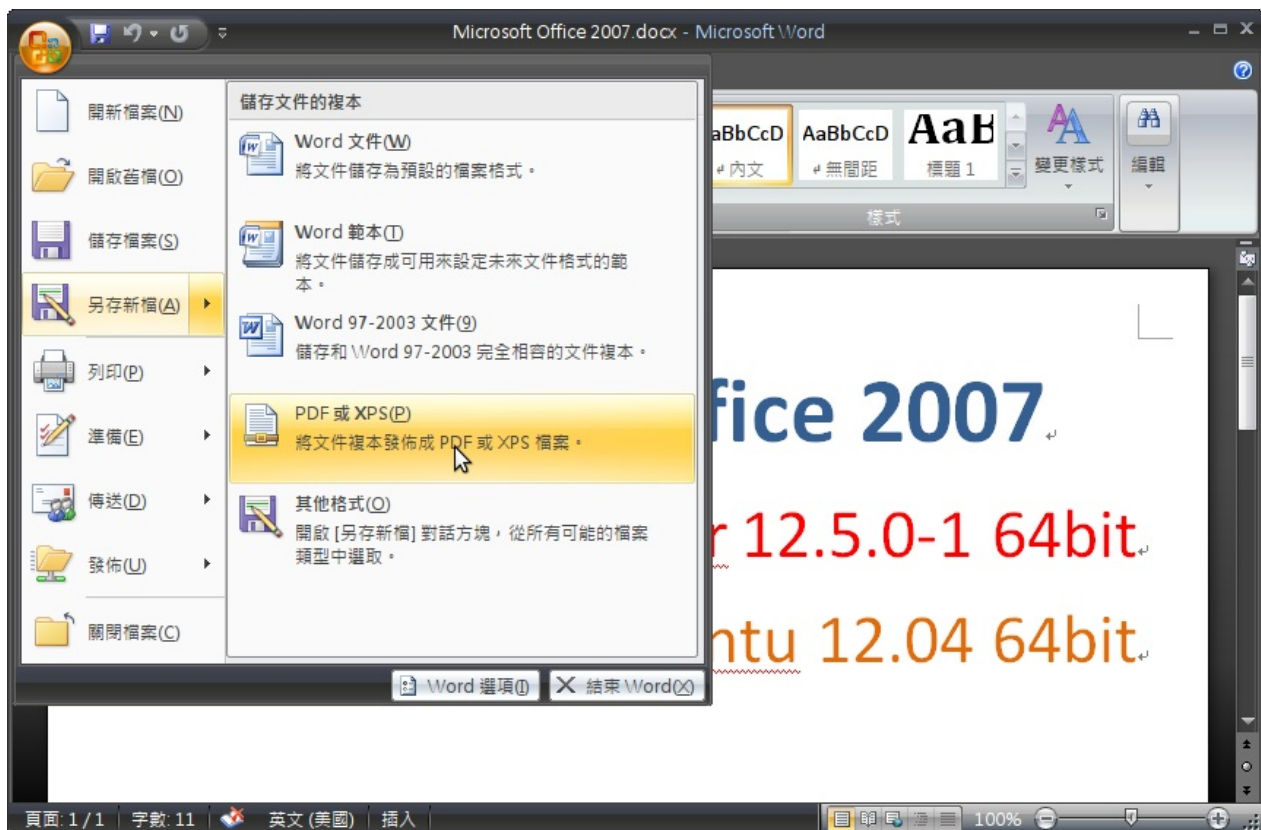 Microsoft Office 2007.docx - Microsoft Word
開新檔案(N)
開啟舊檔(O)
儲存檔案(S)
另存新檔(A)
列印(P)
準備(E)
傳送(D)
發佈(U)
關閉檔案(C)
儲存文件的複本
Word 文件(W)
將文件儲存為預設的檔案格式。
Word 範本(T)
將文件儲存成可用來設定未來文件格式的範
本。
Word 97-2003 文件(9)
儲存和 Word 97-2003 完全相容的文件複本。
PDF 或 XPS(P)
將文件複本發佈成 PDF 或 XPS 檔案。
其他格式(O)
開啟 [另存新檔] 對話方塊，從所有可能的檔案
類型中選取。
Word 選項(I)
結束 Word(X)
aBbCcD
AaBbCcD
AaB
內文
無間距
標題 1
變更樣式
編輯
樣式
fice 2007
r 12.5.0-1 64bit
ntu 12.04 64bit
頁面: 1 / 1
字數: 11
英文 (美國)
插入
100%